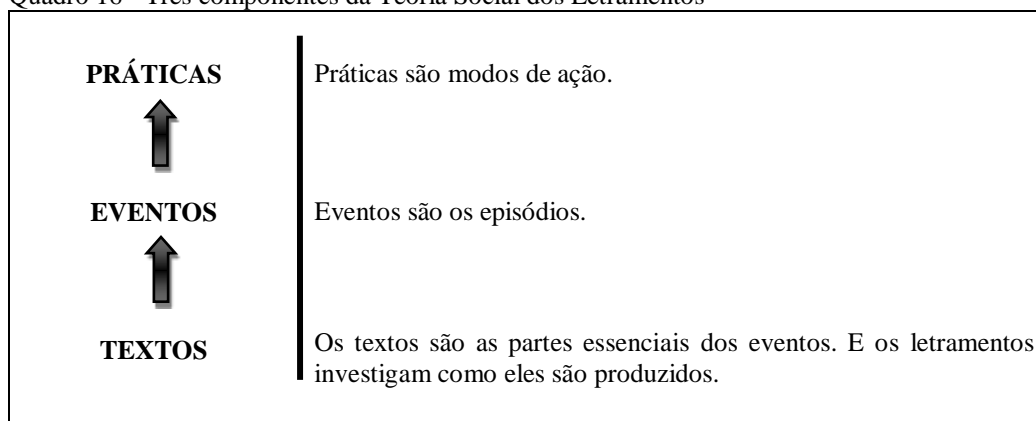 Quadro 16 - Três componentes da Teoria Social dos Letramentos
PRÁTICAS
Práticas são modos de ação.
EVENTOS
Eventos são os episódios.
TEXTOS
Os textos são as partes essenciais dos eventos. E os letramentos
investigam como eles são produzidos.